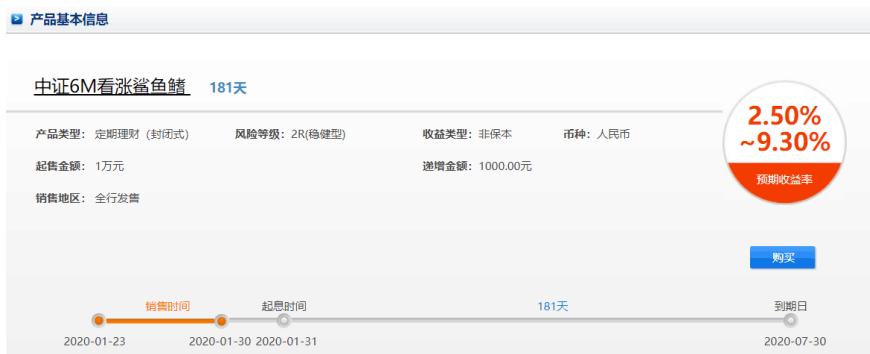 产品基本信息
中证6M看涨鲨鱼鳍 181天
产品类型： 定期理财（封闭式） 风险等级：2R(稳健型) 收益类型：非保本 币种：人民币
起售金额： 1万元 递增金额：1000.00元
销售地区： 全行发售
2.50%
~9.30%
预期收益率
购买
销售时间 起息时间 181天 到期日
2020-01-23 2020-01-30 2020-01-31 2020-07-30